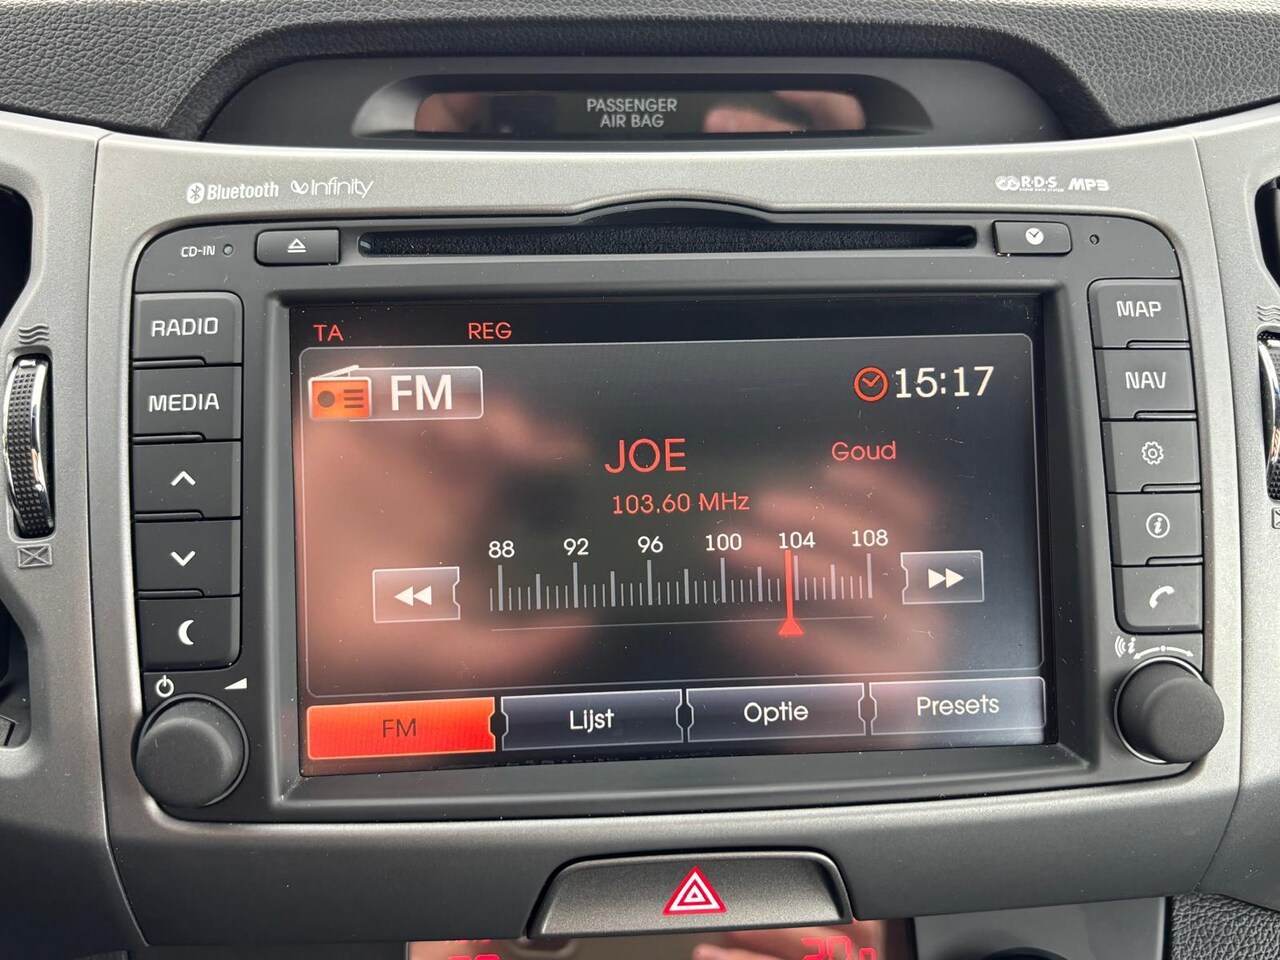 PASSENGER
AIR BAG
Bluetooth Infinity
R·D·S MP3
CD-IN
RADIO
MEDIA
MAP
NAV
TA REG
FM
15:17
JOE
Goud
103,60 MHz
88 92 96 100 104 108
FM Lijst Optie Presets